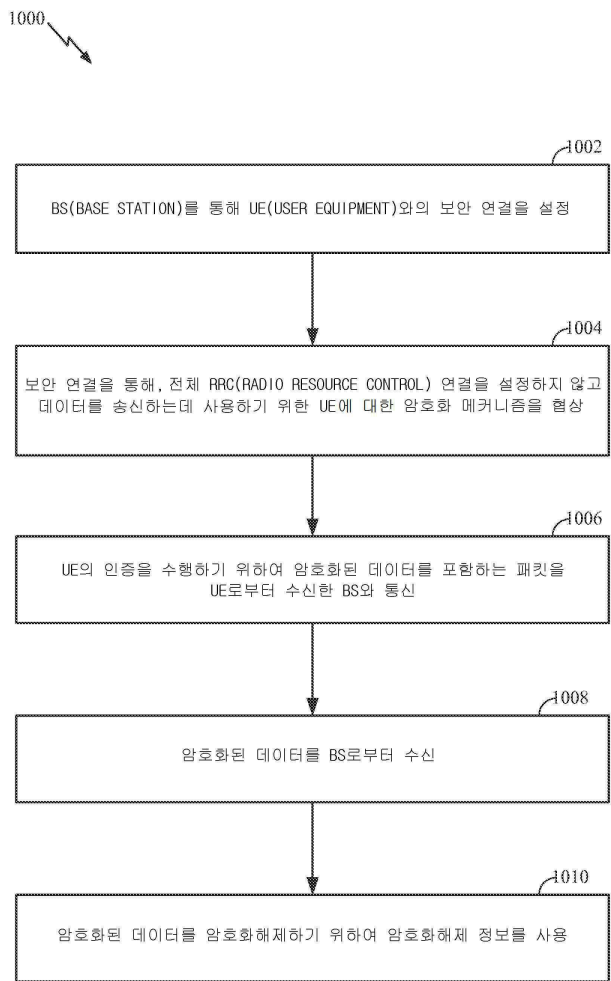 1000
1002
BS(BASE STATION)를 통해 UE(USER EQUIPMENT)와의 보안 연결을 설정
1004
보안 연결을 통해, 전체 RRC(RADIO RESOURCE CONTROL) 연결을 설정하지 않고
데이터를 송신하는데 사용하기 위한 UE에 대한 암호화 메커니즘을 협상
1006
UE의 인증을 수행하기 위하여 암호화된 데이터를 포함하는 패킷을
UE로부터 수신한 BS와 통신
1008
암호화된 데이터를 BS로부터 수신
1010
암호화된 데이터를 암호화해제하기 위하여 암호화해제 정보를 사용